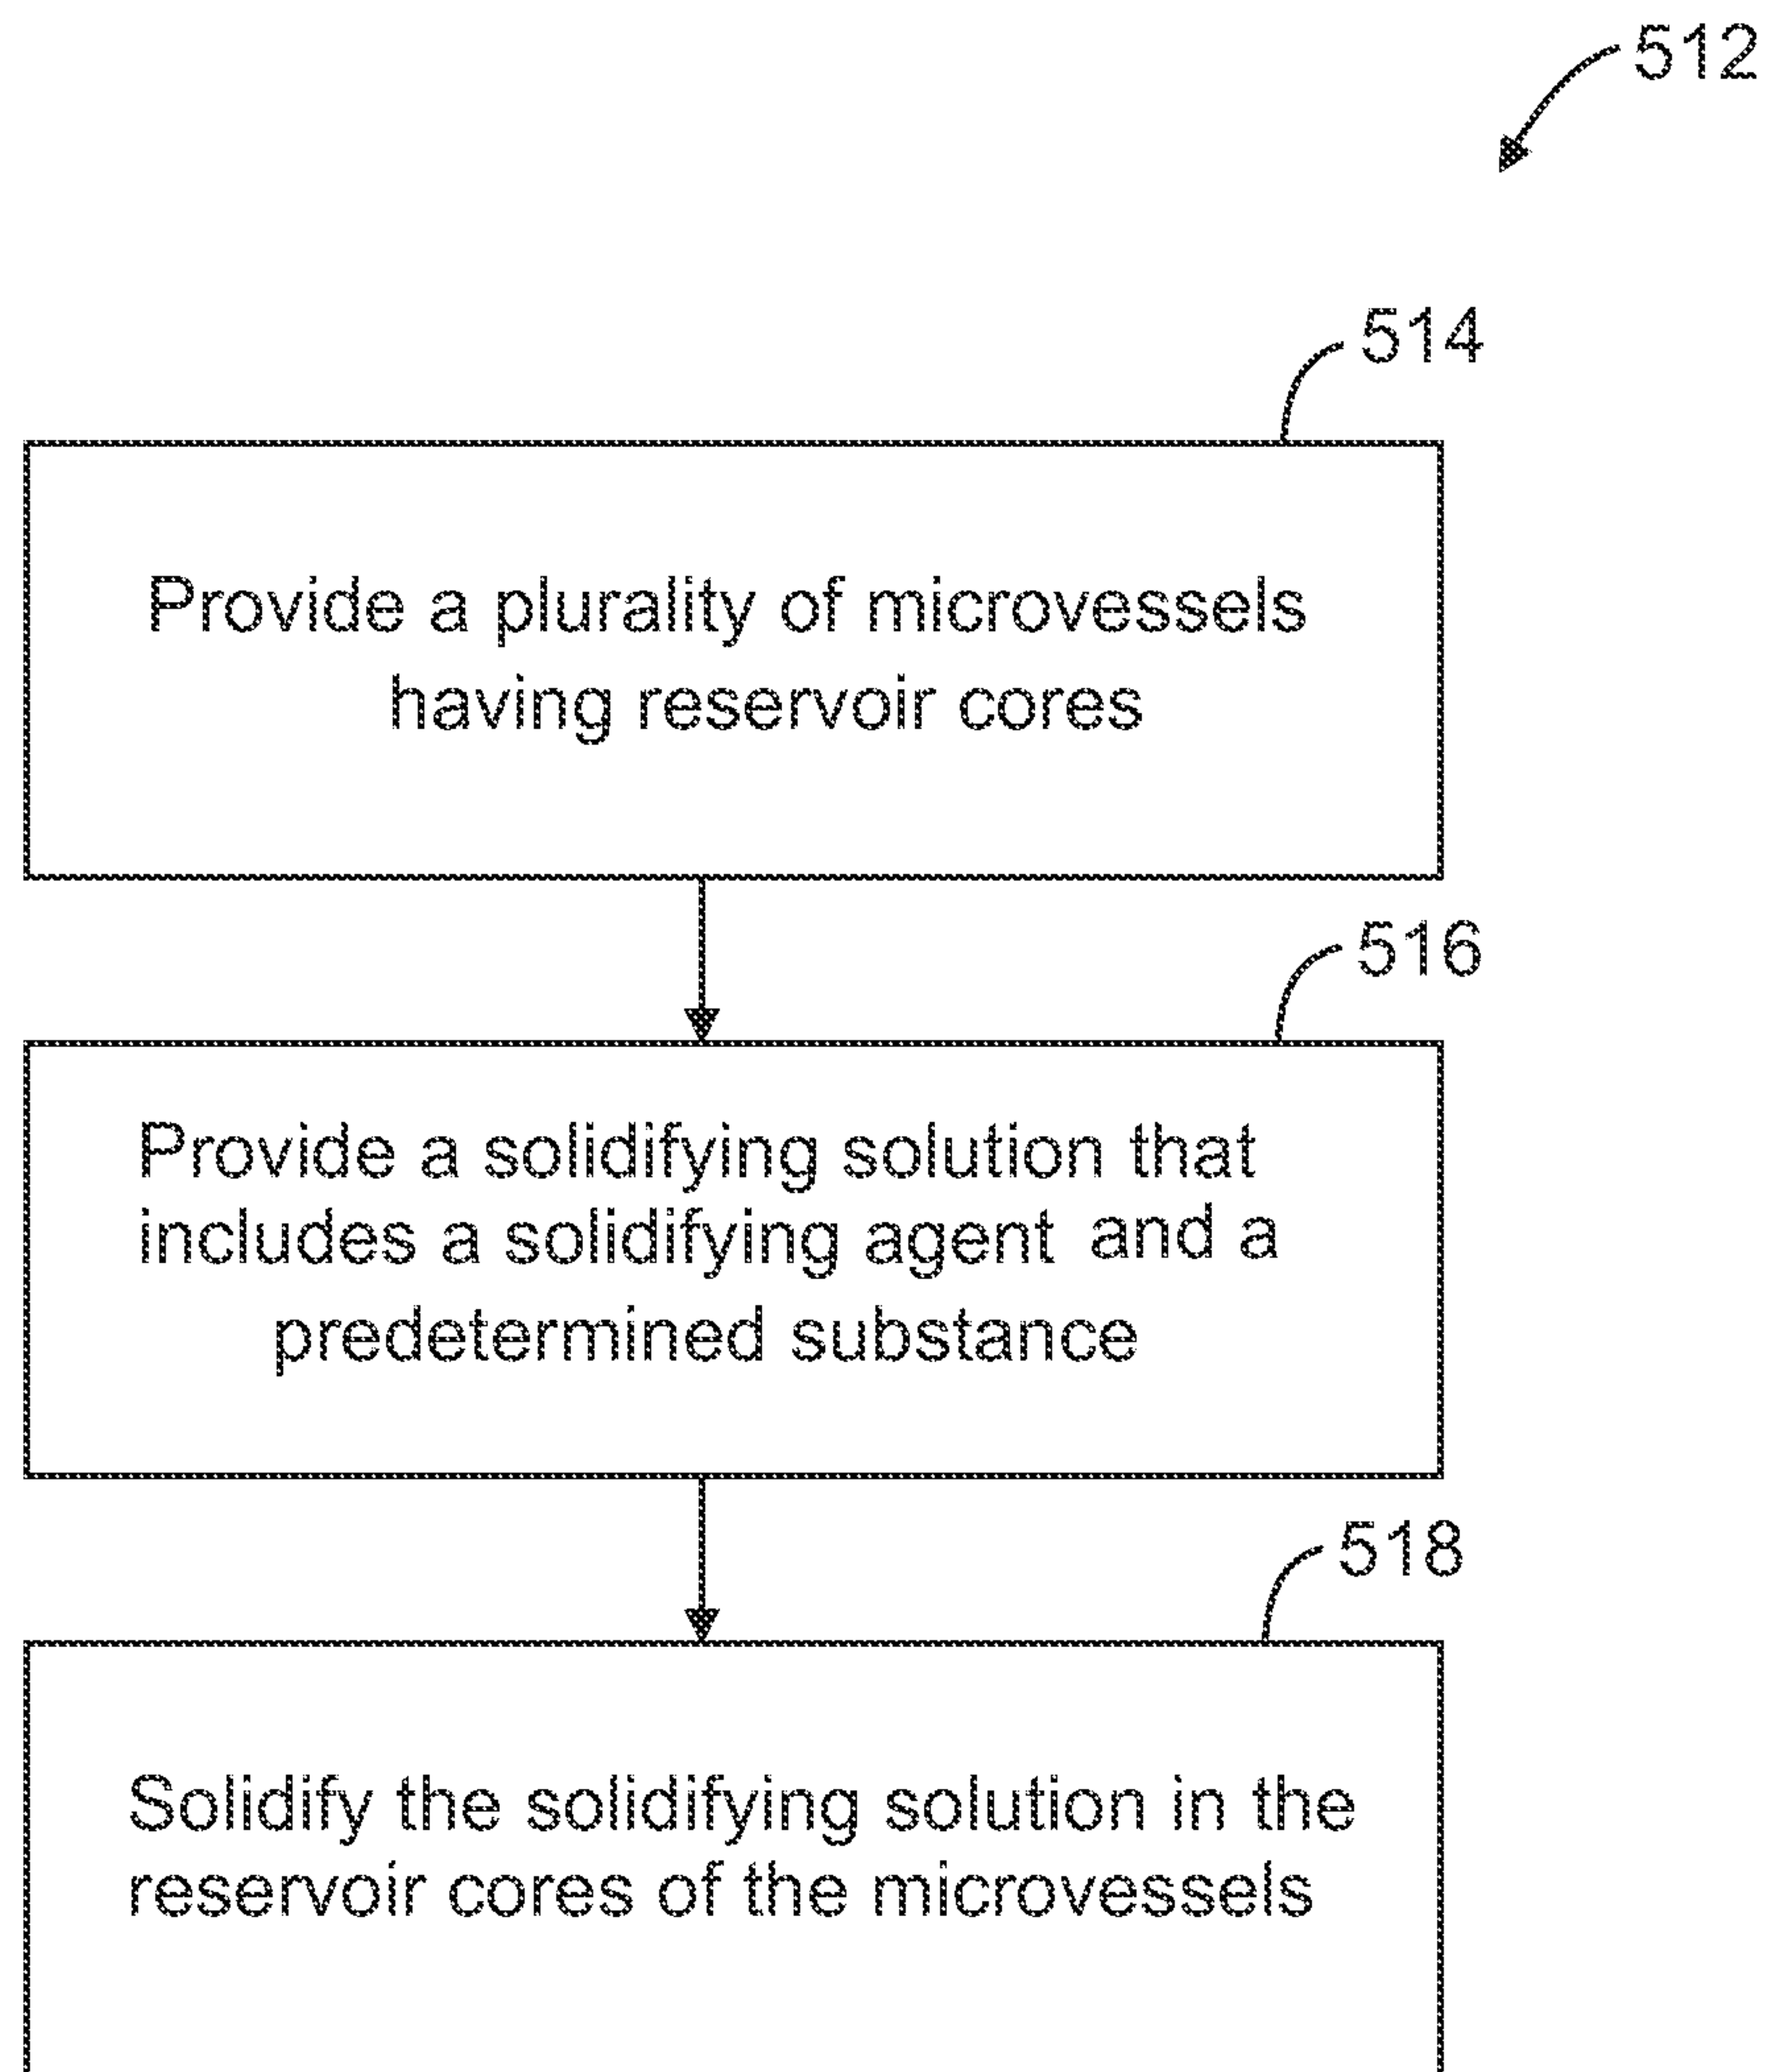 512
514
Provide a plurality of microvessels
having reservoir cores
516
Provide a solidifying solution that
includes a solidifying agent and a
predetermined substance
518
Solidify the solidifying solution in the
reservoir cores of the microvessels